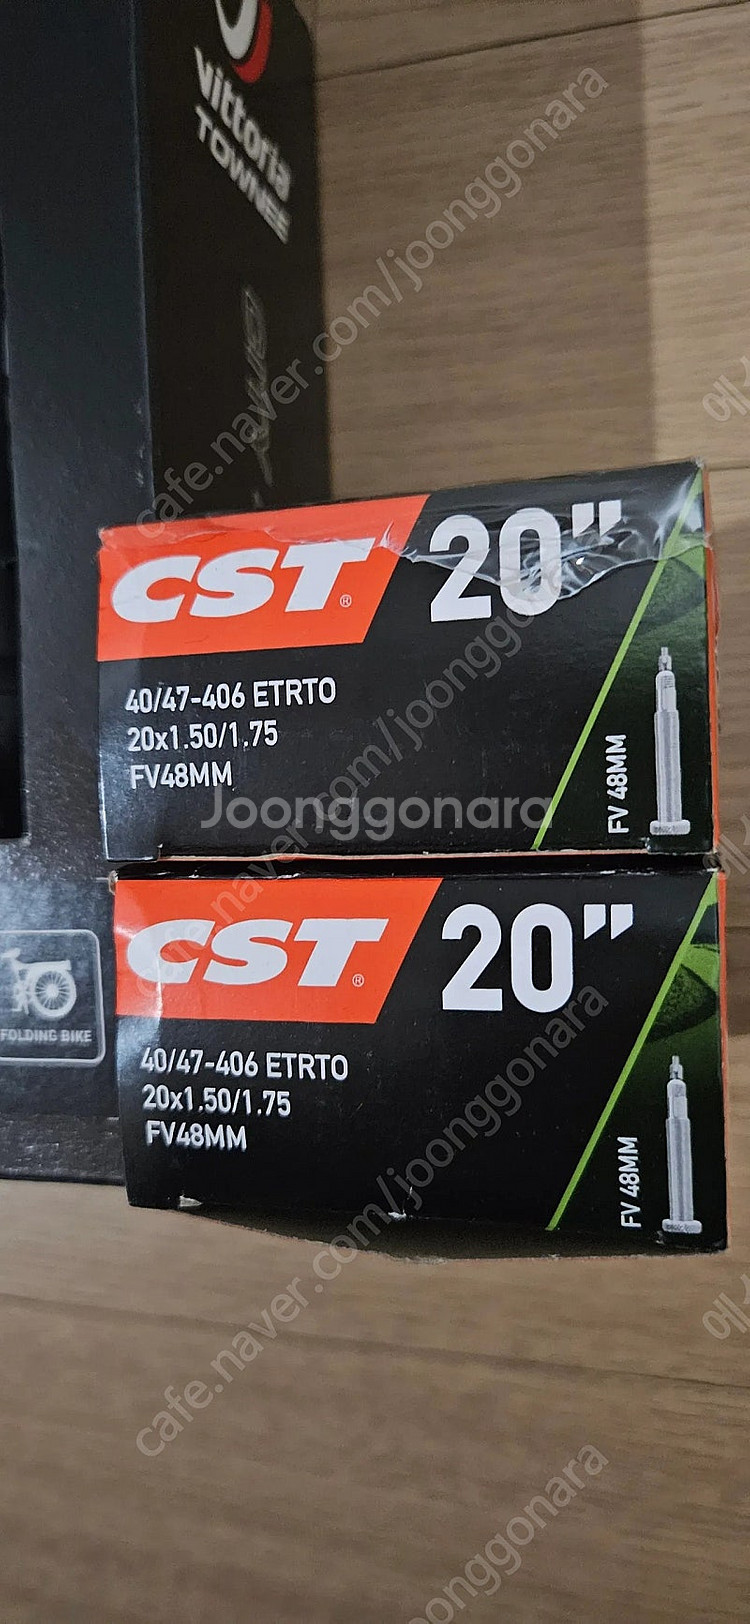 vittoria
TOWNEE
CST® 20”
40/47-406 ETRTO
20x1.50/1.75
FV48MM
FV 48MM
Joonggonara
CST® 20”
40/47-406 ETRTO
20x1.50/1.75
FV48MM
FV 48MM
FOLDING BIKE
cafe.naver.com/joonggonara
cafe.naver.com/joonggonara
cafe.naver.com/joonggonara
joonggonara